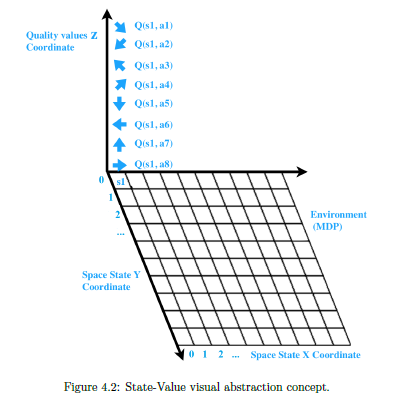 Quality values Z
Coordinate
Q(s1, a1)
Q(s1, a2)
Q(s1, a3)
Q(s1, a4)
Q(s1, a5)
Q(s1, a6)
Q(s1, a7)
Q(s1, a8)
0 s1
1
2
...
Environment
(MDP)
Space State Y
Coordinate
0 1 2 ... Space State X Coordinate
Figure 4.2: State-Value visual abstraction concept.